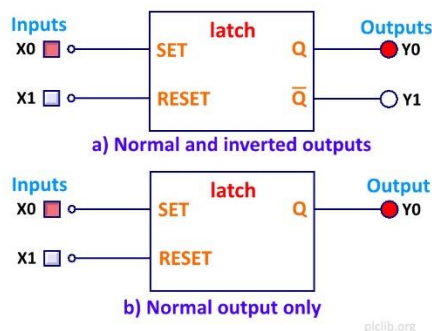 Inputs latch Outputs
X0 SET Q Y0
X1 RESET Q̅ Y1
a) Normal and inverted outputs
Inputs latch Output
X0 SET Q Y0
X1 RESET
b) Normal output only
plclib.org